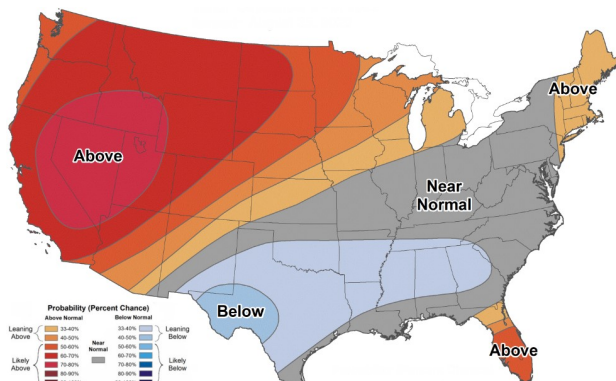 Above
Above
Near
Normal
Below
Above
Probability (Percent Chance)
Above Normal
Below Normal
Leaning
Above
Likely
Above
33-40%
40-50%
50-60%
60-70%
70-80%
80-90%
Near
Normal
33-40%
40-50%
50-60%
60-70%
70-80%
80-90%
Leaning
Below
Likely
Below